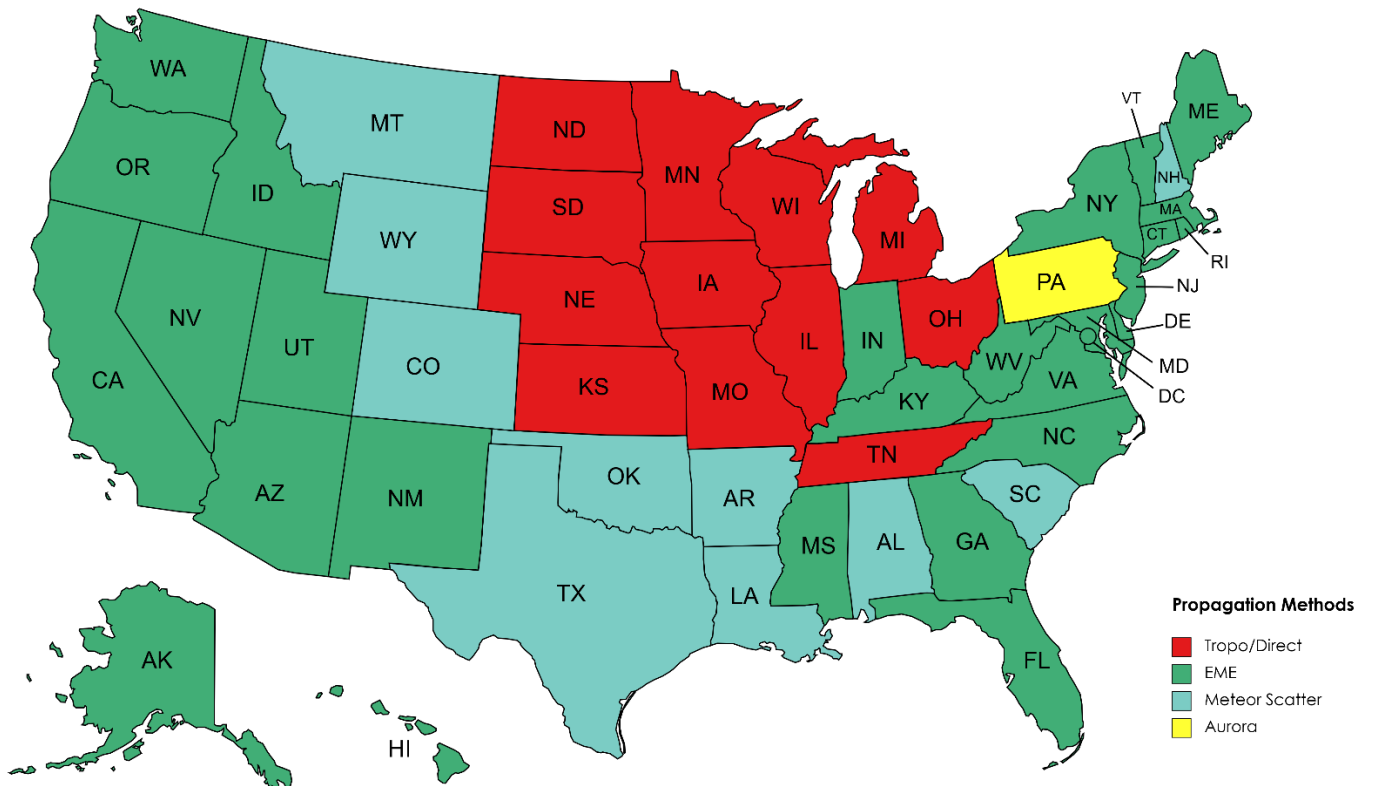 WA
MT
ND
MN
VT
ME
OR
ID
SD
WI
MI
NY
NH
MA
CT
RI
WY
NE
IA
PA
NJ
NV
UT
CO
KS
MO
IL
IN
OH
WV
VA
DE
MD
DC
CA
KY
NC
AZ
NM
OK
AR
TN
SC
TX
LA
MS
AL
GA
FL
AK
HI
Propagation Methods
Tropo/Direct
EME
Meteor Scatter
Aurora